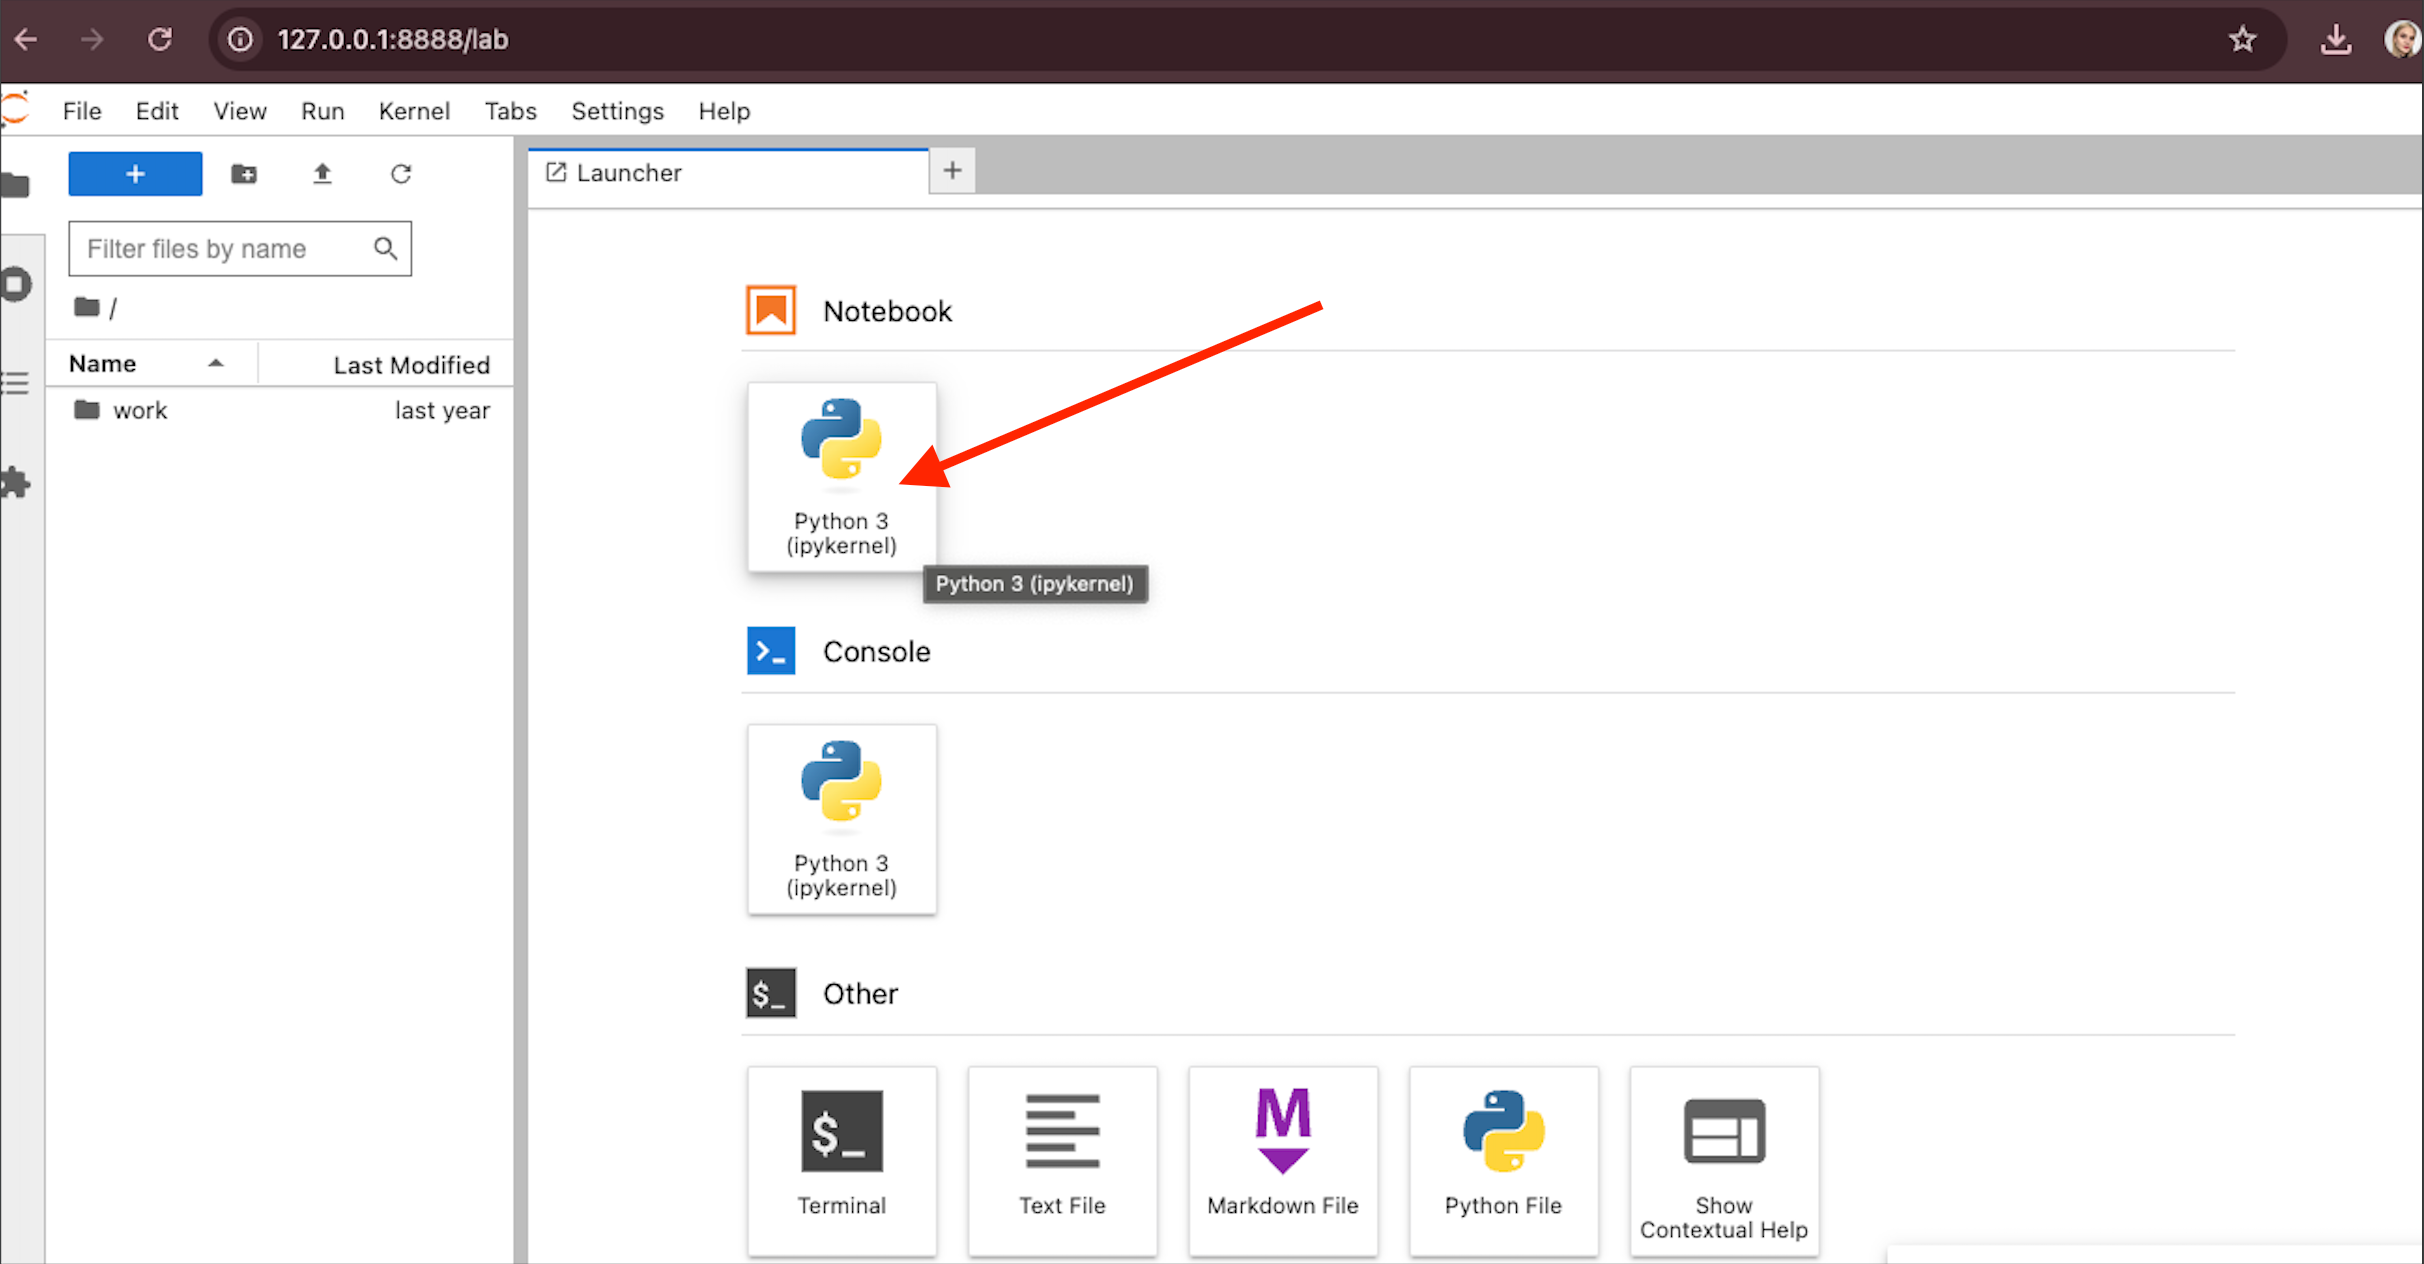 127.0.0.1:8888/lab
File Edit View Run Kernel Tabs Settings Help
+
Launcher
+
Filter files by name
/
Name Last Modified
work last year
Notebook
Python 3
(ipykernel)
Python 3 (ipykernel)
>_ Console
Python 3
(ipykernel)
$_ Other
$_
Terminal
Text File
M
Markdown File
Python File
Show
Contextual Help